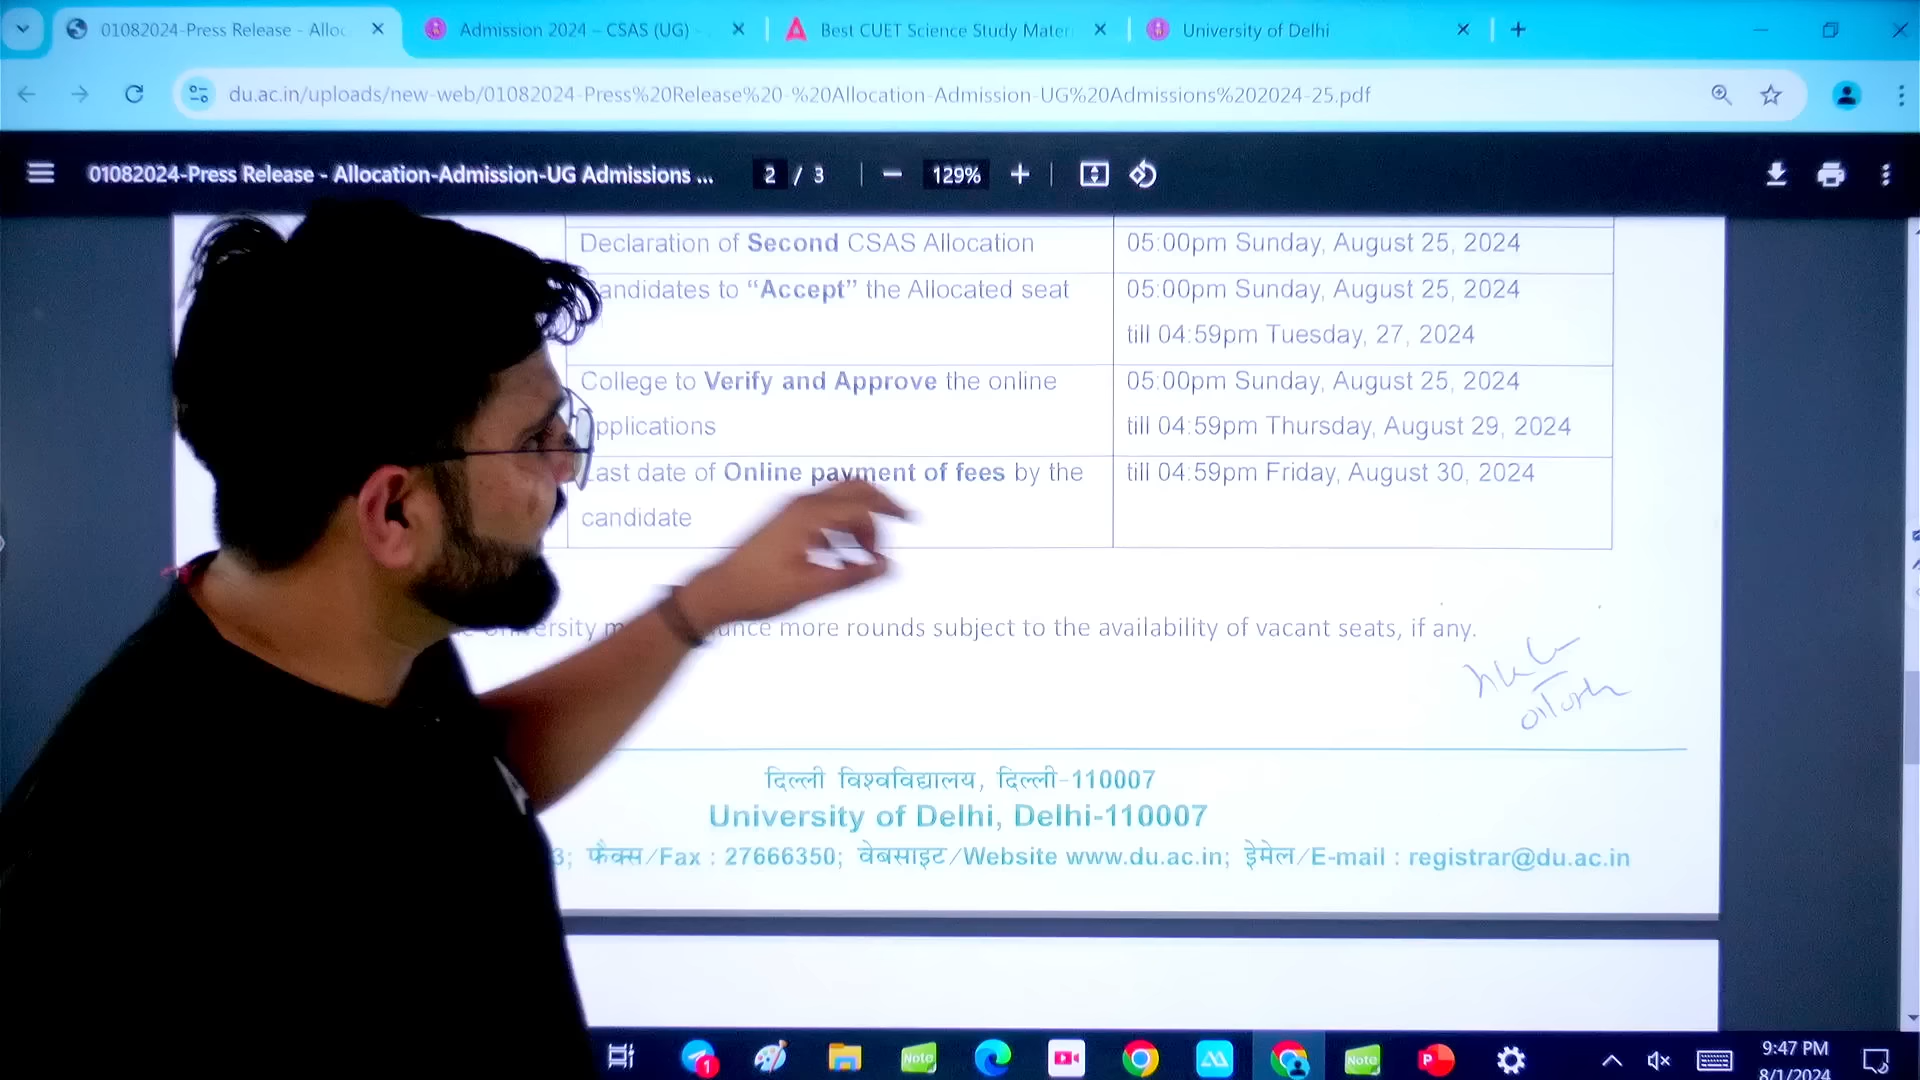 01082024-Press Release - Alloc
Admission 2024 – CSAS (UG)
Best CUET Science Study Mater
University of Delhi
du.ac.in/uploads/new-web/01082024-Press%20Release%20-%20Allocation-Admission-UG%20Admissions%202024-25.pdf
01082024-Press Release - Allocation-Admission-UG Admissions ...
2 / 3
129%
Declaration of Second CSAS Allocation
05:00pm Sunday, August 25, 2024
andidates to “Accept” the Allocated seat
05:00pm Sunday, August 25, 2024
till 04:59pm Tuesday, 27, 2024
College to Verify and Approve the online
pplications
05:00pm Sunday, August 25, 2024
till 04:59pm Thursday, August 29, 2024
Last date of Online payment of fees by the
candidate
till 04:59pm Friday, August 30, 2024
more rounds subject to the availability of vacant seats, if any.
दिल्ली विश्वविद्यालय, दिल्ली-110007
University of Delhi, Delhi-110007
3; फैक्स/Fax : 27666350; वेबसाइट/Website www.du.ac.in; ईमेल/E-mail : registrar@du.ac.in
1
Note
Note
P
9:47 PM
8/1/2024